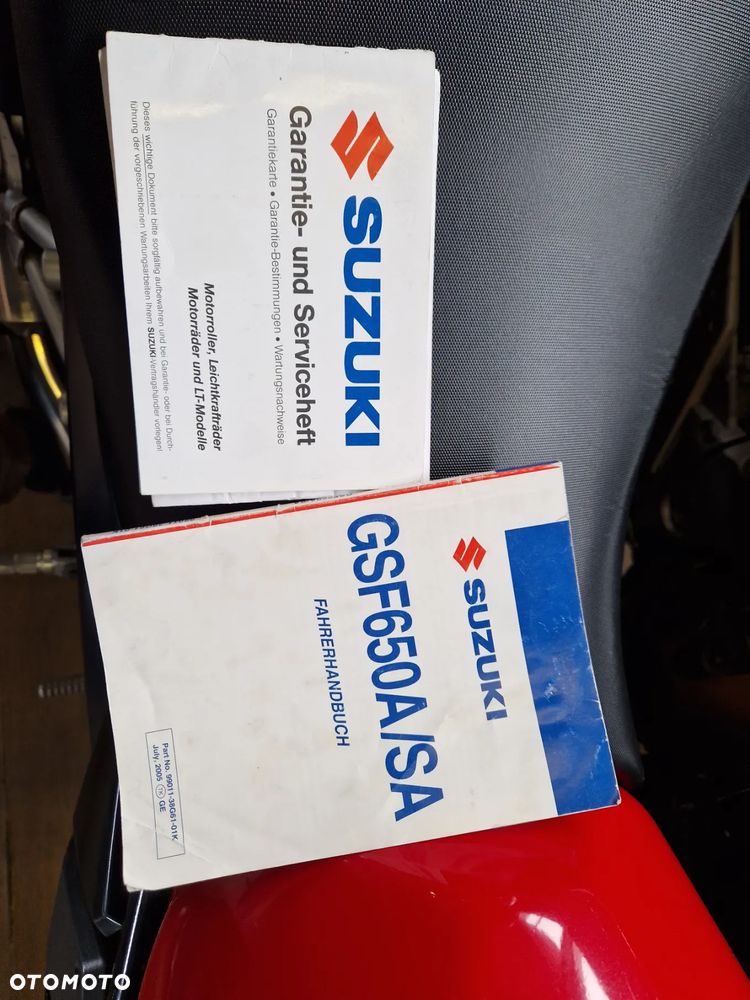 SUZUKI
Garantie- und Serviceheft
Garantiekarte • Garantie-Bestimmungen • Wartungsnachweise
Motorroller, Leichtkrafträder
Motorräder und LT-Modelle
Dieses wichtige Dokument bitte sorgfältig aufbewahren und bei Garantie- oder bei Durch-
führung der vorgeschriebenen Wartungsarbeiten Ihrem SUZUKI-Vertragshändler vorlegen!
SUZUKI
GSF650A/SA
FAHRERHANDBUCH
Part No. 99011-38G61-01K
July, 2005 TK GE
OTOMOTO